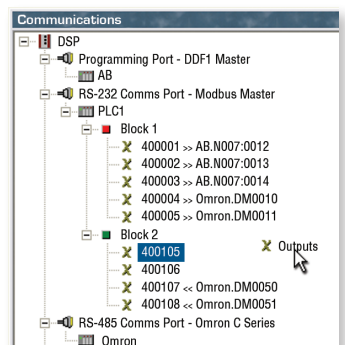 Communications
DSP
Programming Port - DDF1 Master
AB
RS-232 Comms Port - Modbus Master
PLC1
Block 1
400001 >> AB.N007:0012
400002 >> AB.N007:0013
400003 >> AB.N007:0014
400004 >> Omron.DM0010
400005 >> Omron.DM0011
Block 2
400105 Outputs
400106
400107 << Omron.DM0050
400108 << Omron.DM0051
RS-485 Comms Port - Omron C Series
Omron